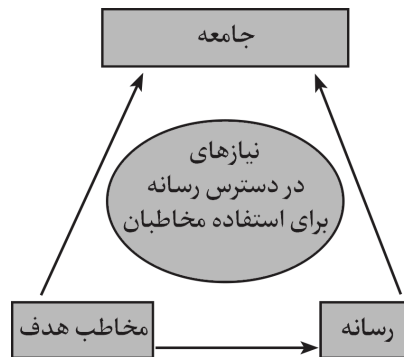 جامعه
نیازهای
در دسترس رسانه
برای استفاده مخاطبان
رسانه
مخاطب هدف